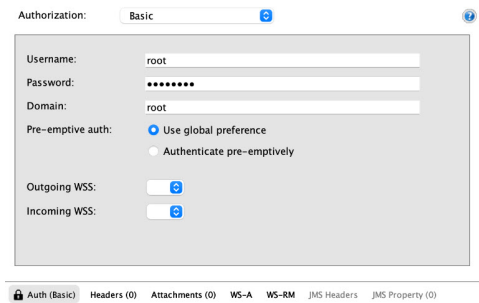 Authorization: Basic ?
Username: root
Password: ••••••••
Domain: root
Pre-emptive auth: Use global preference
Authenticate pre-emptively
Outgoing WSS:
Incoming WSS:
Auth (Basic) Headers (0) Attachments (0) WS-A WS-RM JMS Headers JMS Property (0)